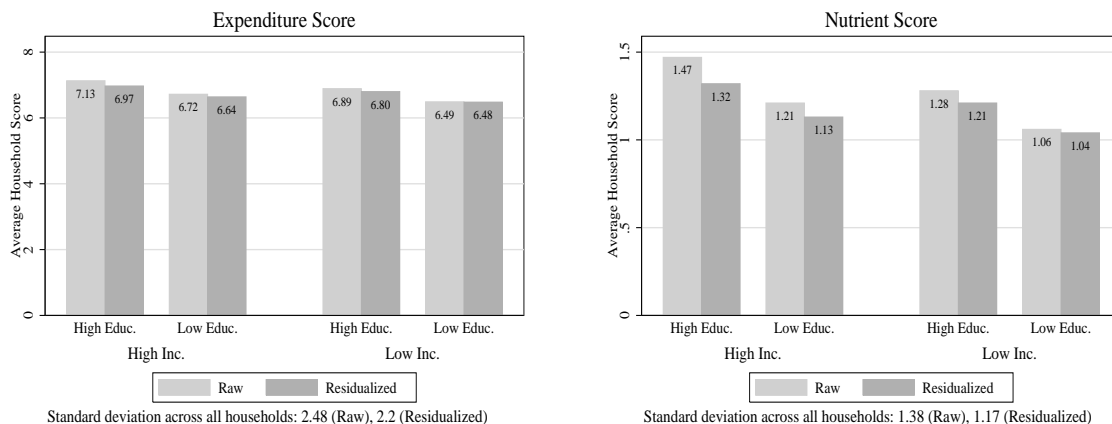 Expenditure Score
Average Household Score
8
6
4
2
0
7.13
6.97
6.72
6.64
6.89
6.80
6.49
6.48
High Educ. Low Educ. High Educ. Low Educ.
High Inc. Low Inc.
Raw Residualized
Standard deviation across all households: 2.48 (Raw), 2.2 (Residualized)
Nutrient Score
Average Household Score
1.5
1
.5
0
1.47
1.32
1.21
1.13
1.28
1.21
1.06
1.04
High Educ. Low Educ. High Educ. Low Educ.
High Inc. Low Inc.
Raw Residualized
Standard deviation across all households: 1.38 (Raw), 1.17 (Residualized)